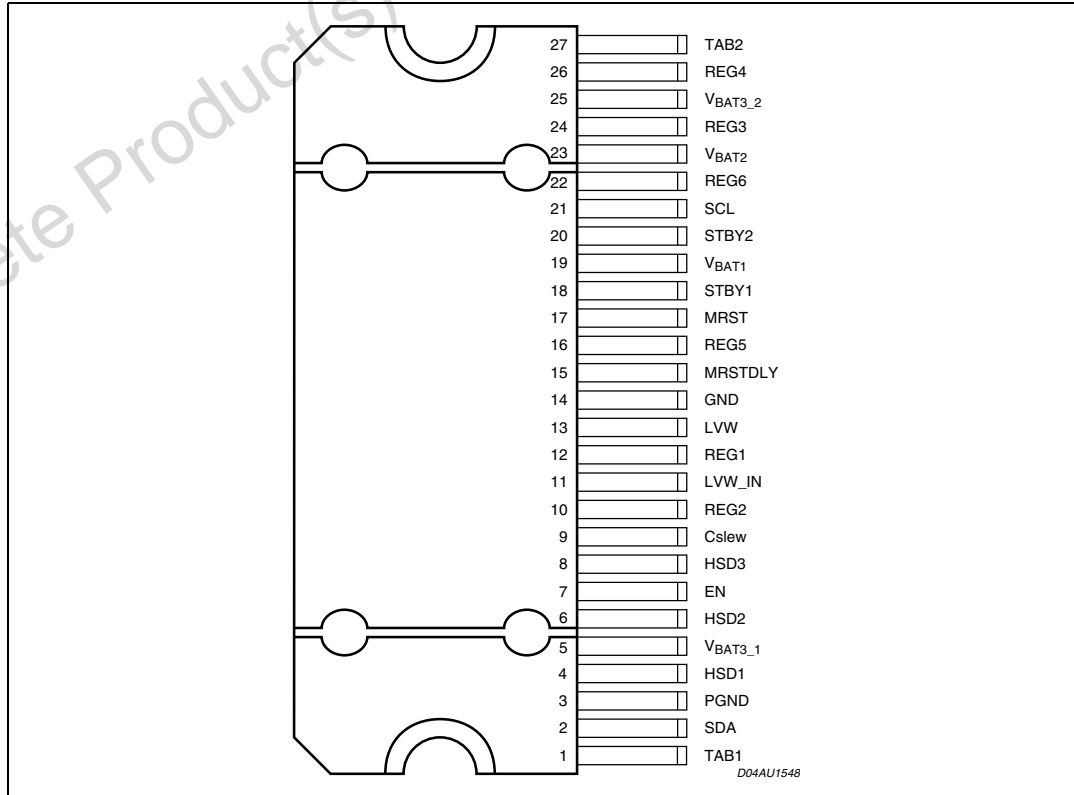 ete Product(s)
27 TAB2
26 REG4
25 VBAT3_2
24 REG3
23 VBAT2
22 REG6
21 SCL
20 STBY2
19 VBAT1
18 STBY1
17 MRST
16 REG5
15 MRSTDLY
14 GND
13 LVW
12 REG1
11 LVW_IN
10 REG2
9 Cslew
8 HSD3
7 EN
6 HSD2
5 VBAT3_1
4 HSD1
3 PGND
2 SDA
1 TAB1
D04AU1548